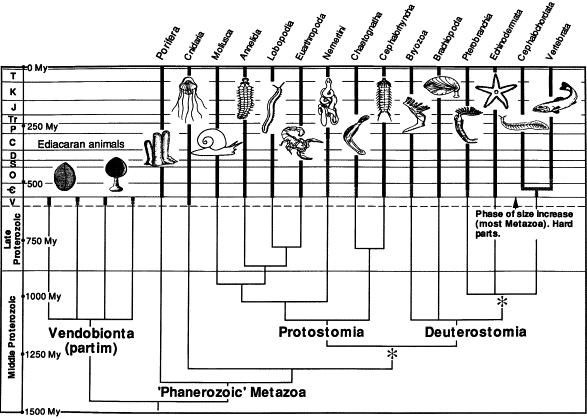 Porifera
Cnidaria
Mollusca
Annelida
Lobopodia
Euarthropoda
Nemertini
Chaetognatha
Cephalorhyncha
Bryozoa
Brachiopoda
Pterobranchia
Echinodermata
Cephalochordata
Vertebrata
0 My
T
K
J
Tr
P
250 My
C
Ediacaran animals
D
S
O
500
Є
V
Phase of size increase
(most Metazoa). Hard
parts.
Late
Proterozoic
750 My
1000 My
*
Vendobionta
(partim)
Protostomia
Deuterostomia
Middle Proterozoic
1250 My
*
'Phanerozoic' Metazoa
1500 My